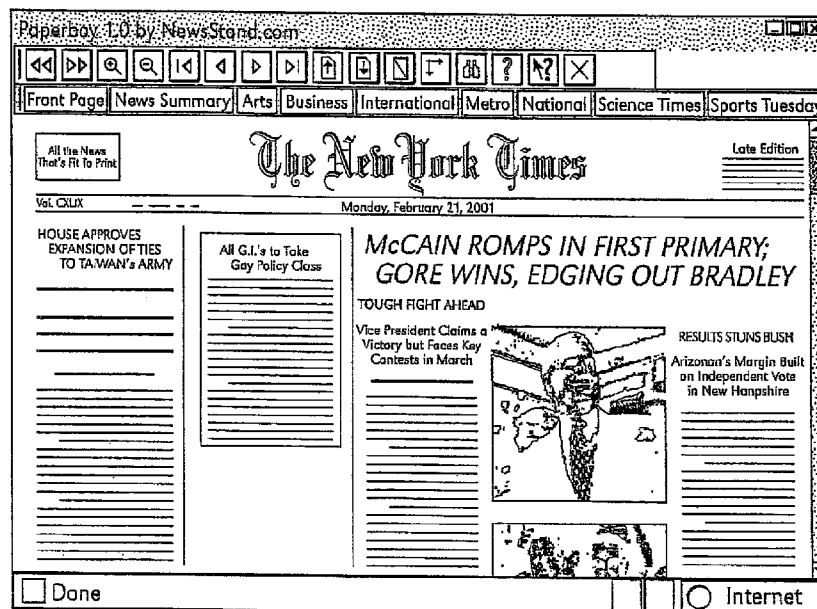 Paperboy 1.0 by NewsStand.com
Front Page News Summary Arts Business International Metro National Science Times Sports Tuesday
All the News
That's Fit To Print
The New York Times
Late Edition
Vol. CXLIX
Monday, February 21, 2001
HOUSE APPROVES
EXPANSION OF TIES
TO TAIWAN's ARMY
All G.I.'s to Take
Gay Policy Class
McCAIN ROMPS IN FIRST PRIMARY;
GORE WINS, EDGING OUT BRADLEY
TOUGH FIGHT AHEAD
Vice President Claims a
Victory but Faces Key
Contests in March
RESULTS STUNS BUSH
Arizonan's Margin Built
on Independent Vote
in New Hanpshire
Done
Internet